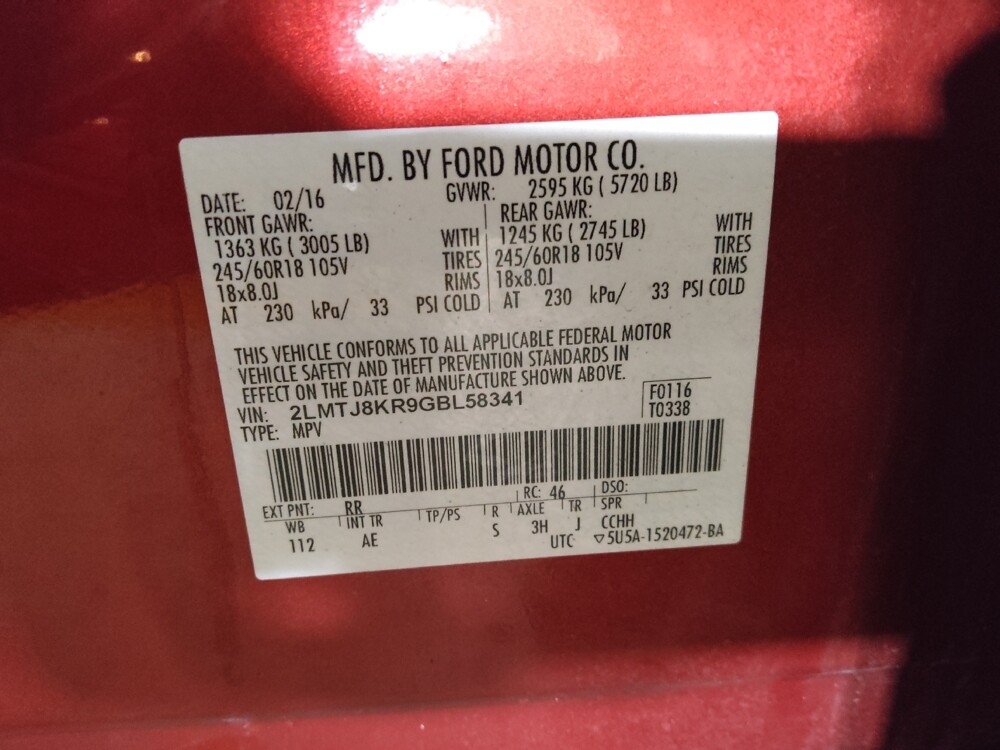 MFD. BY FORD MOTOR CO.
DATE: 02/16 GVWR: 2595 KG ( 5720 LB)
FRONT GAWR: REAR GAWR:
1363 KG ( 3005 LB) WITH 1245 KG ( 2745 LB) WITH
245/60R18 105V TIRES 245/60R18 105V TIRES
18x8.0J RIMS 18x8.0J RIMS
AT 230 kPa/ 33 PSI COLD AT 230 kPa/ 33 PSI COLD
THIS VEHICLE CONFORMS TO ALL APPLICABLE FEDERAL MOTOR
VEHICLE SAFETY AND THEFT PREVENTION STANDARDS IN
EFFECT ON THE DATE OF MANUFACTURE SHOWN ABOVE.
VIN: 2LMTJ8KR9GBL58341 F0116
TYPE: MPV T0338
EXT PNT: RR RC: 46 DSO:
WB INT TR TP/PS R AXLE TR SPR
112 AE S 3H J CCHH
UTC ▽5U5A-1520472-BA